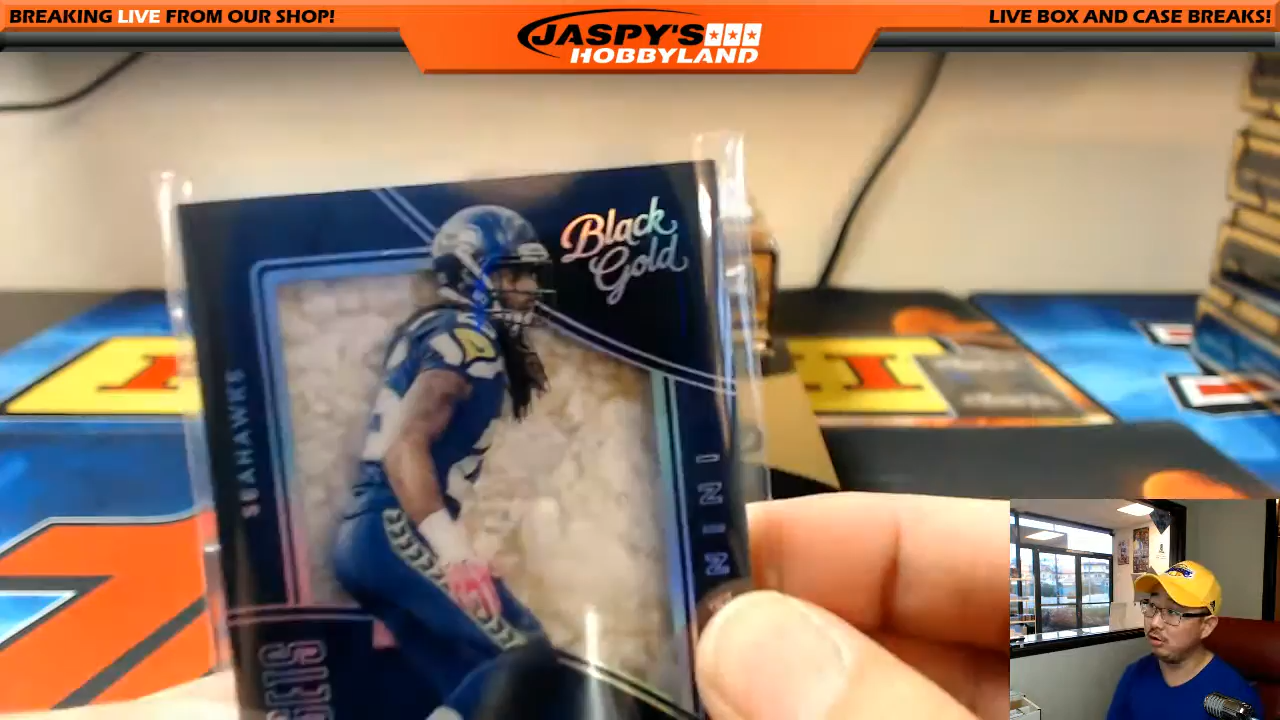 BREAKING LIVE FROM OUR SHOP!
JASPY'S
HOBBYLAND
LIVE BOX AND CASE BREAKS!
Black
Gold
SEAHAWKS